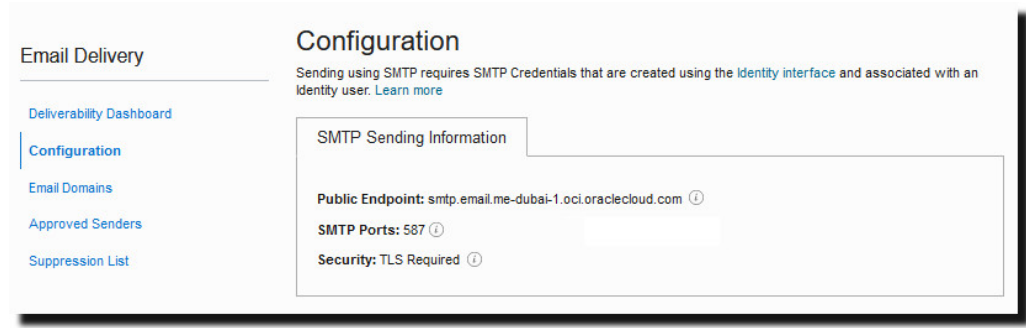 Email Delivery
Deliverability Dashboard
Configuration
Email Domains
Approved Senders
Suppression List
Configuration
Sending using SMTP requires SMTP Credentials that are created using the Identity interface and associated with an
Identity user. Learn more
SMTP Sending Information
Public Endpoint: smtp.email.me-dubai-1.oci.oraclecloud.com i
SMTP Ports: 587 i
Security: TLS Required i